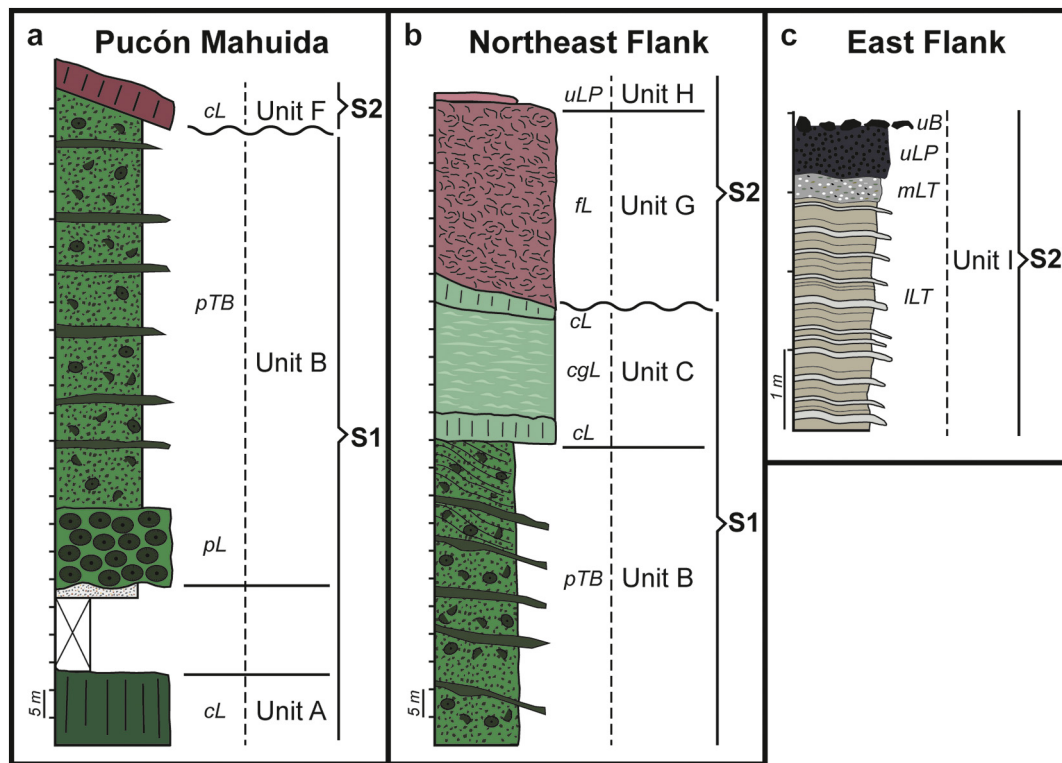 a Pucón Mahuida
cL Unit F S2
pTB Unit B S1
pL
5 m
cL Unit A
b Northeast Flank
uLP Unit H
fL Unit G S2
cL
cgL Unit C
cL
S1
pTB Unit B
5 m
c East Flank
uB
uLP
mLT
Unit I S2
lLT
1 m